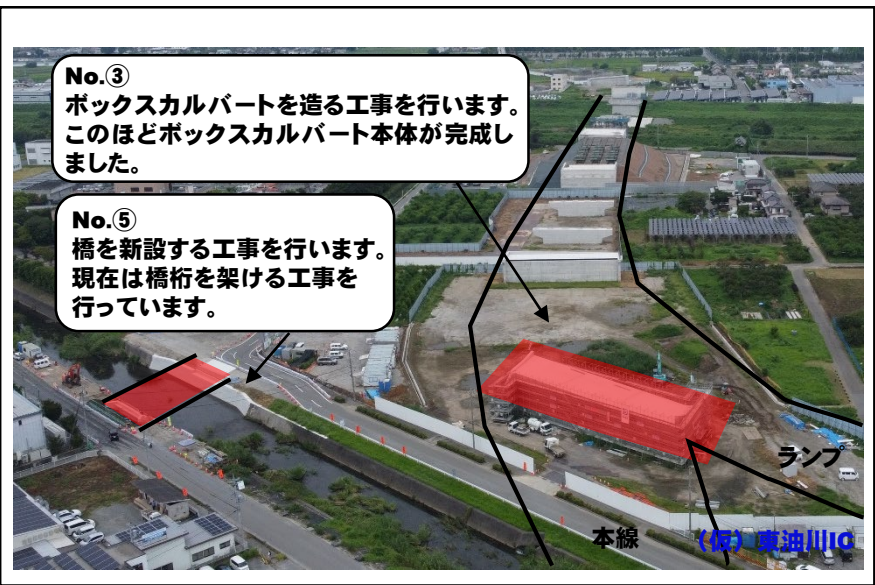 No.③
ボックスカルバートを造る工事を行います。
このほどボックスカルバート本体が完成し
ました。
No.⑤
橋を新設する工事を行います。
現在は橋桁を架ける工事を
行っています。
ランプ
本線
（仮）東油川IC